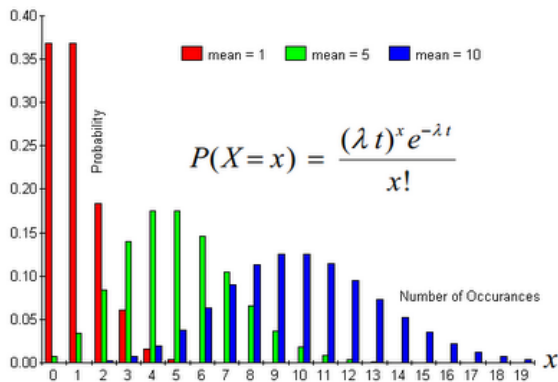 0.40
mean = 1 mean = 5 mean = 10
0.35
0.30
0.25
Probability
P(X = x) = (λ t)^x e^{-λ t} / x!
0.20
0.15
0.10
Number of Occurances
0.05
0.00
0 1 2 3 4 5 6 7 8 9 10 11 12 13 14 15 16 17 18 19 x